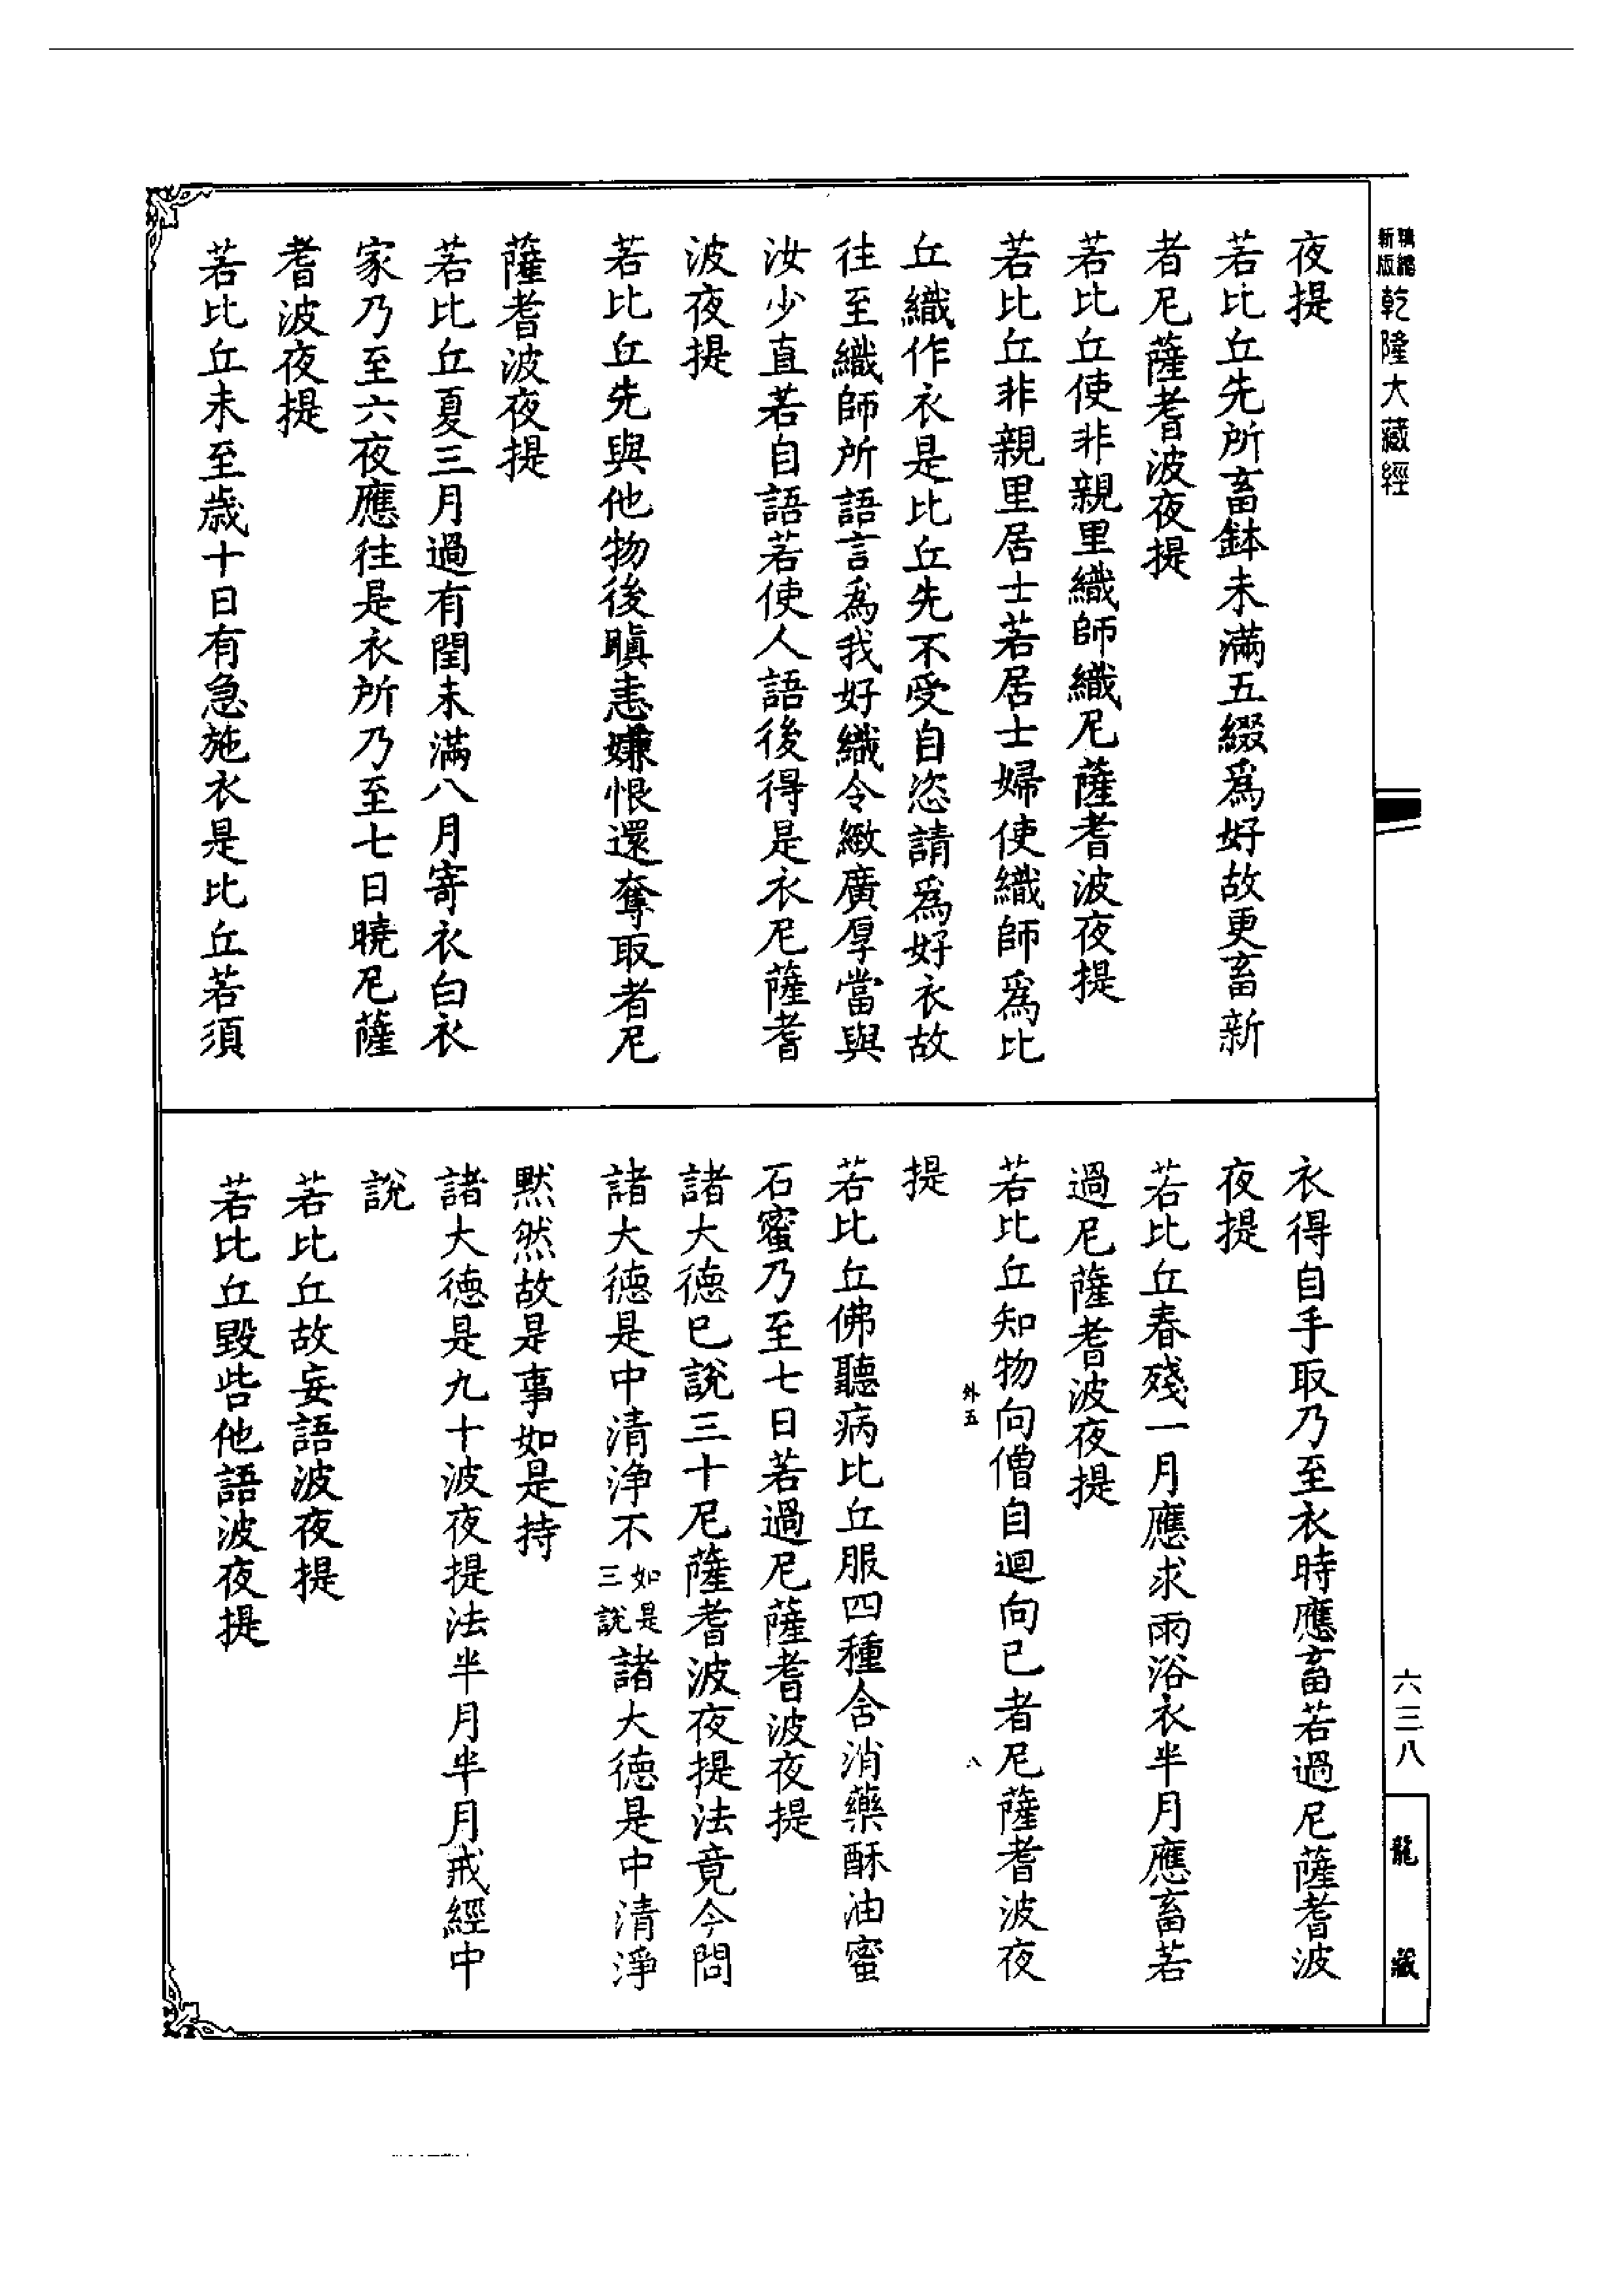 新版精縮乾隆大藏經
夜提
若比丘先所畜鉢未滿五綴爲好故更畜新
者尼薩耆波夜提
若比丘使非親里織師織尼薩耆波夜提
若比丘非親里居士若居士婦使織師爲比
丘織作衣是比丘先不受自恣請爲好衣故
往至織師所語言爲我好織令緻廣厚當與
汝少直若自語若使人語後得是衣尼薩耆
波夜提
若比丘先與他物後瞋恚嫌恨還奪取者尼
薩耆波夜提
若比丘夏三月過有閏未滿八月寄衣白衣
家乃至六夜應往是衣所乃至七日曉尼薩
耆波夜提
若比丘未至歲十日有急施衣是比丘若須
衣得自手取乃至衣時應畜若過尼薩耆波
夜提
若比丘春殘一月應求雨浴衣半月應畜若
過尼薩耆波夜提
若比丘知物向僧自迴向已者尼薩耆波夜
外五
八
提
若比丘佛聽病比丘服四種含消藥酥油蜜
石蜜乃至七日若過尼薩耆波夜提
諸大德已說三十尼薩耆波夜提法竟今問
諸大德是中清淨不如是三說諸大德是中清淨
默然故是事如是持
諸大德是九十波夜提法半月半月戒經中
說
若比丘故妄語波夜提
若比丘毀呰他語波夜提
六三八
龍藏